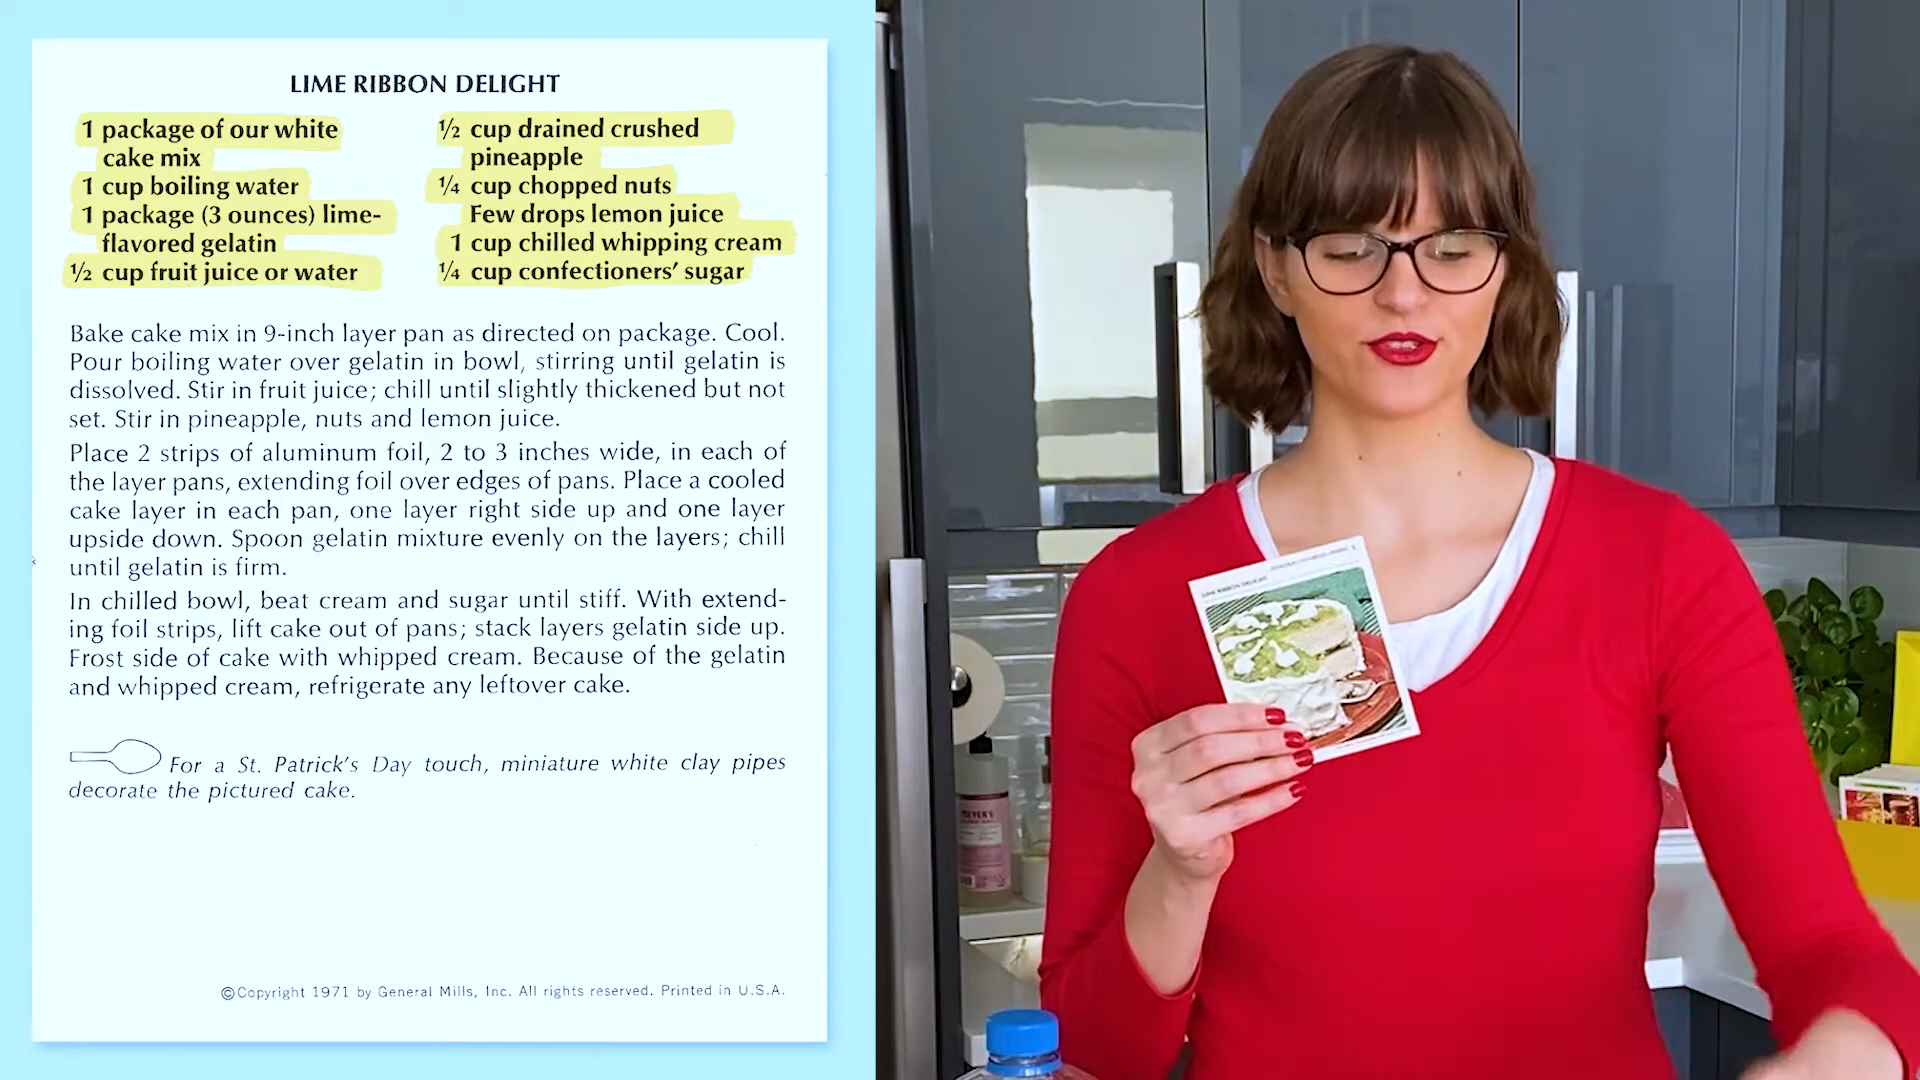 LIME RIBBON DELIGHT
1 package of our white
cake mix
1 cup boiling water
1 package (3 ounces) lime-
flavored gelatin
½ cup fruit juice or water
½ cup drained crushed
pineapple
¼ cup chopped nuts
Few drops lemon juice
1 cup chilled whipping cream
¼ cup confectioners’ sugar
Bake cake mix in 9-inch layer pan as directed on package. Cool.
Pour boiling water over gelatin in bowl, stirring until gelatin is
dissolved. Stir in fruit juice; chill until slightly thickened but not
set. Stir in pineapple, nuts and lemon juice.
Place 2 strips of aluminum foil, 2 to 3 inches wide, in each of
the layer pans, extending foil over edges of pans. Place a cooled
cake layer in each pan, one layer right side up and one layer
upside down. Spoon gelatin mixture evenly on the layers; chill
until gelatin is firm.
In chilled bowl, beat cream and sugar until stiff. With extend-
ing foil strips, lift cake out of pans; stack layers gelatin side up.
Frost side of cake with whipped cream. Because of the gelatin
and whipped cream, refrigerate any leftover cake.
For a St. Patrick’s Day touch, miniature white clay pipes
decorate the pictured cake.
©Copyright 1971 by General Mills, Inc. All rights reserved. Printed in U.S.A.
LIME RIBBON DELIGHT